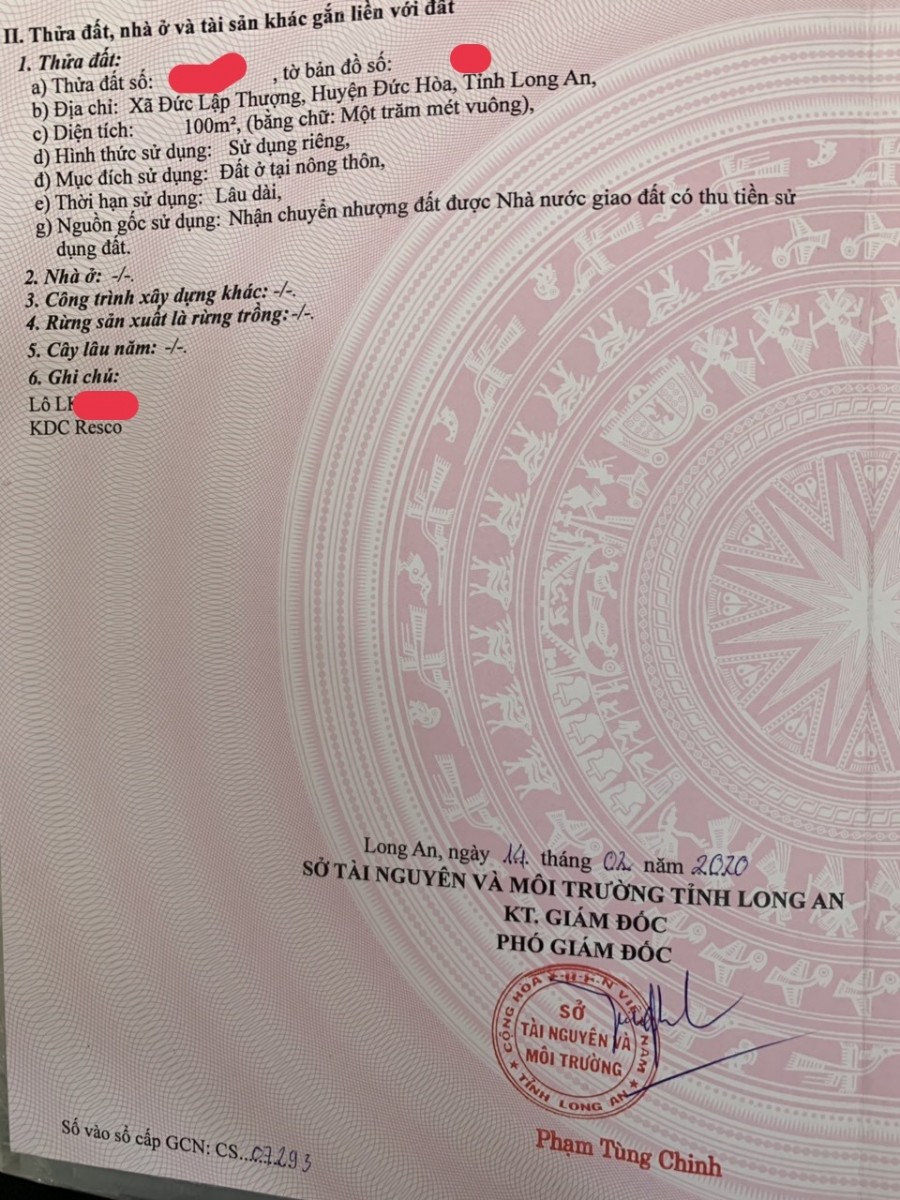 II. Thửa đất, nhà ở và tài sản khác gắn liền với đất
1. Thửa đất:
a) Thửa đất số: , tờ bản đồ số:
b) Địa chỉ: Xã Đức Lập Thượng, Huyện Đức Hòa, Tỉnh Long An,
c) Diện tích: 100m², (bằng chữ: Một trăm mét vuông),
d) Hình thức sử dụng: Sử dụng riêng,
đ) Mục đích sử dụng: Đất ở tại nông thôn,
e) Thời hạn sử dụng: Lâu dài,
g) Nguồn gốc sử dụng: Nhận chuyển nhượng đất được Nhà nước giao đất có thu tiền sử
dụng đất.
2. Nhà ở: -/-.
3. Công trình xây dựng khác: -/-.
4. Rừng sản xuất là rừng trồng: -/-.
5. Cây lâu năm: -/-.
6. Ghi chú:
Lô
KDC Resco
Long An, ngày 14. tháng 02. năm 2020
SỞ TÀI NGUYÊN VÀ MÔI TRƯỜNG TỈNH LONG AN
KT. GIÁM ĐỐC
PHÓ GIÁM ĐỐC
CỘNG HÒA X.H.C.N VIỆT NAM
SỞ
TÀI NGUYÊN VÀ
MÔI TRƯỜNG
TỈNH LONG AN
Phạm Tùng Chinh
Số vào sổ cấp GCN: CS...07293